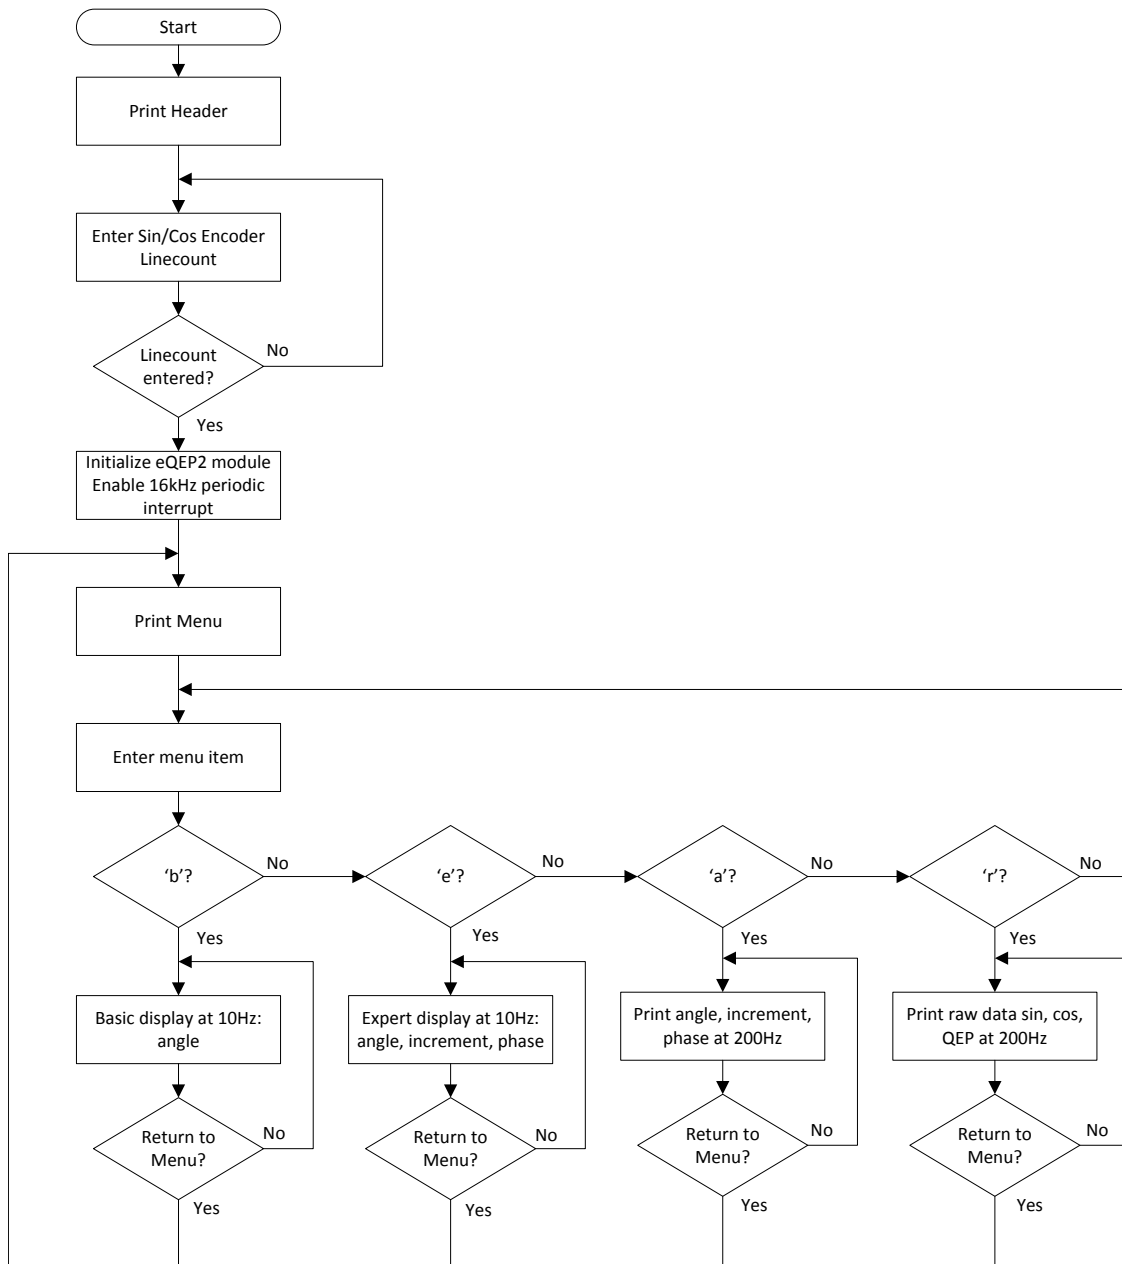 Start
Print Header
Enter Sin/Cos Encoder
Linecount
Linecount
entered?
No
Yes
Initialize eQEP2 module
Enable 16kHz periodic
interrupt
Print Menu
Enter menu item
‘b’?
No
‘e’?
No
‘a’?
No
‘r’?
No
Yes
Yes
Yes
Yes
Basic display at 10Hz:
angle
Expert display at 10Hz:
angle, increment, phase
Print angle, increment,
phase at 200Hz
Print raw data sin, cos,
QEP at 200Hz
Return to
Menu?
No
Return to
Menu?
No
Return to
Menu?
No
Return to
Menu?
No
Yes
Yes
Yes
Yes